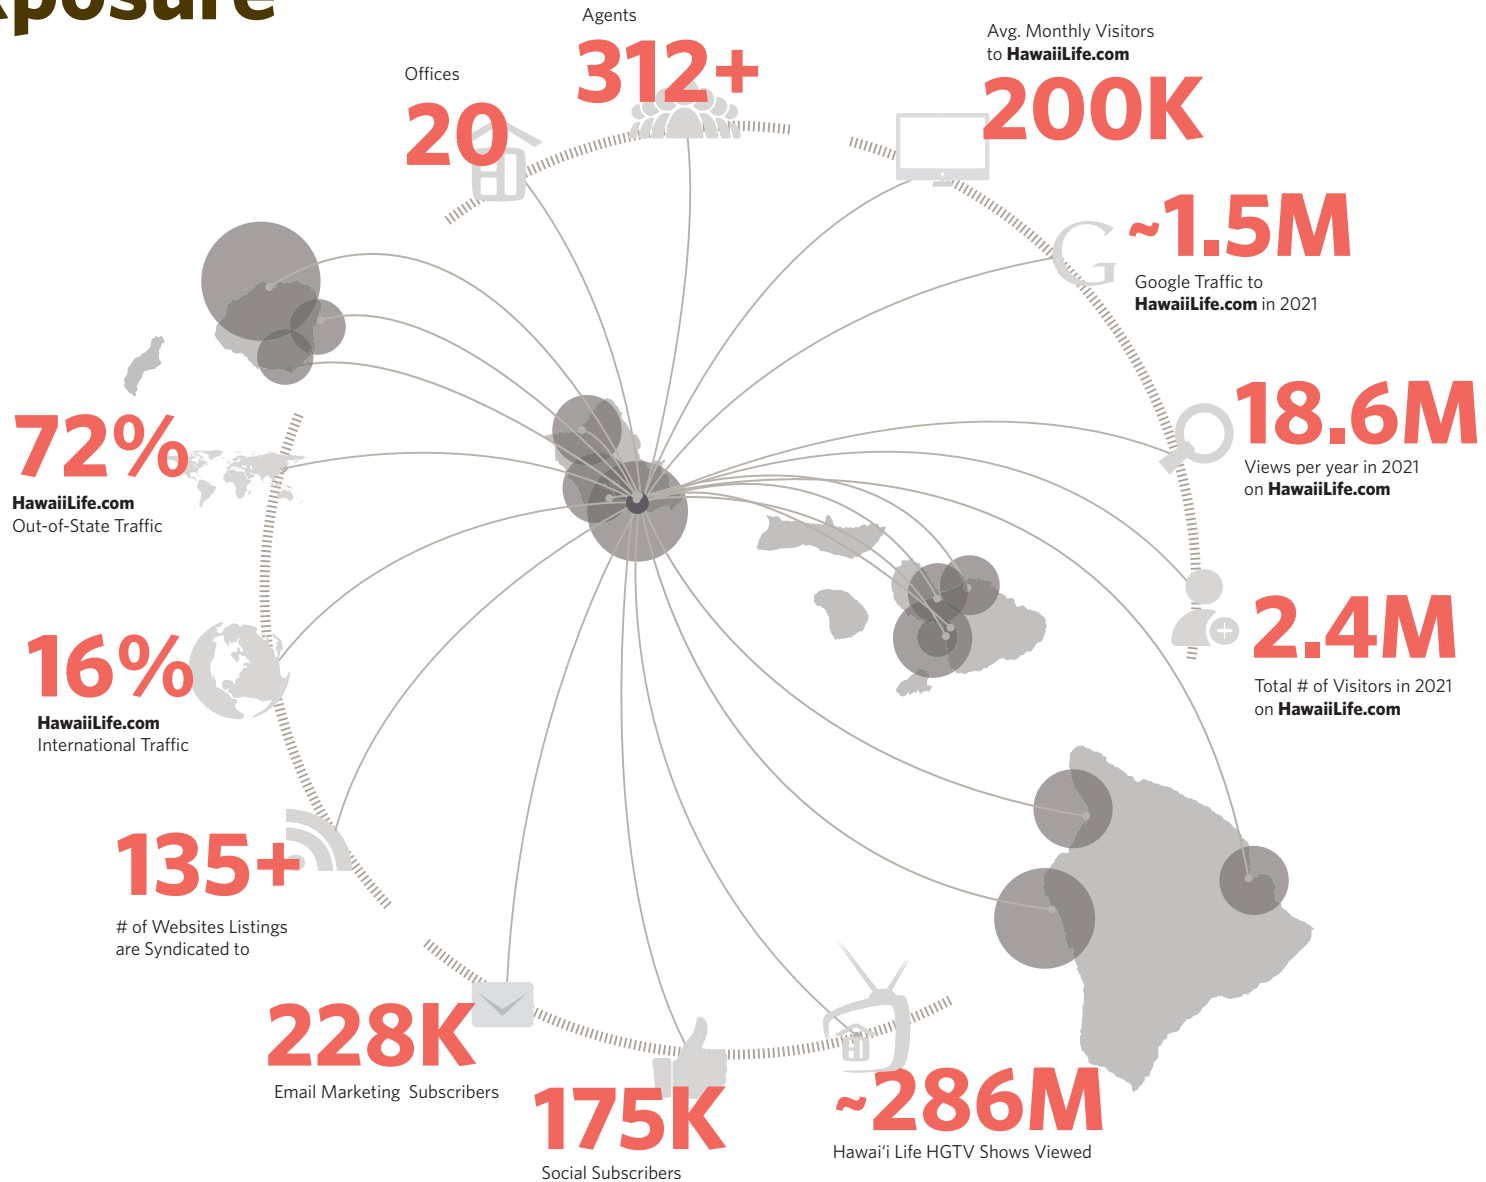 xposure
Agents
312+
Offices
20
Avg. Monthly Visitors
to HawaiiLife.com
200K
~1.5M
Google Traffic to
HawaiiLife.com in 2021
18.6M
Views per year in 2021
on HawaiiLife.com
2.4M
Total # of Visitors in 2021
on HawaiiLife.com
72%
HawaiiLife.com
Out-of-State Traffic
16%
HawaiiLife.com
International Traffic
135+
# of Websites Listings
are Syndicated to
228K
Email Marketing Subscribers
175K
Social Subscribers
~286M
Hawai‘i Life HGTV Shows Viewed
G